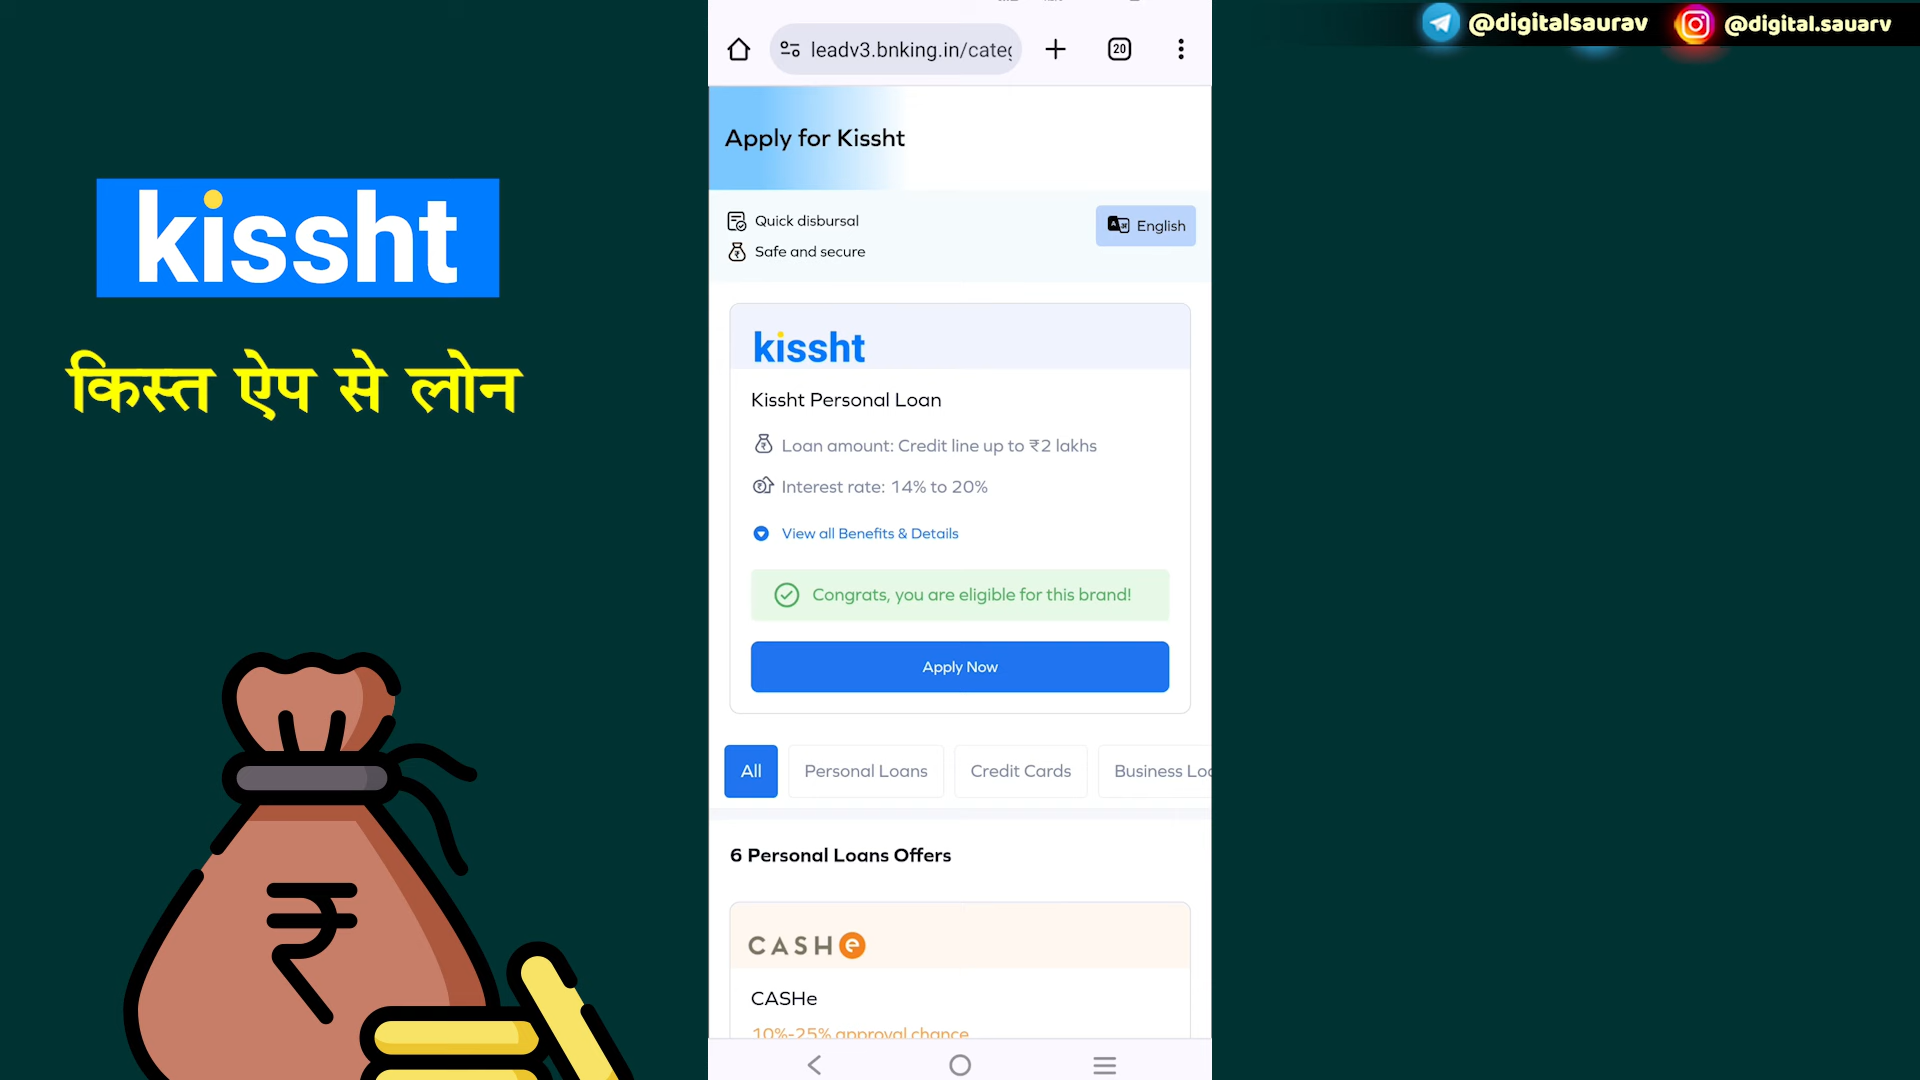 @digitalsaurav @digital.sauarv
kissht
किस्त ऐप से लोन
leadv3.bnking.in/categ
20
Apply for Kissht
Quick disbursal
Safe and secure
English
kissht
Kissht Personal Loan
Loan amount: Credit line up to ₹2 lakhs
Interest rate: 14% to 20%
View all Benefits & Details
Congrats, you are eligible for this brand!
Apply Now
All Personal Loans Credit Cards Business Loa
6 Personal Loans Offers
CASHe
CASHe
10%-25% approval chance
₹